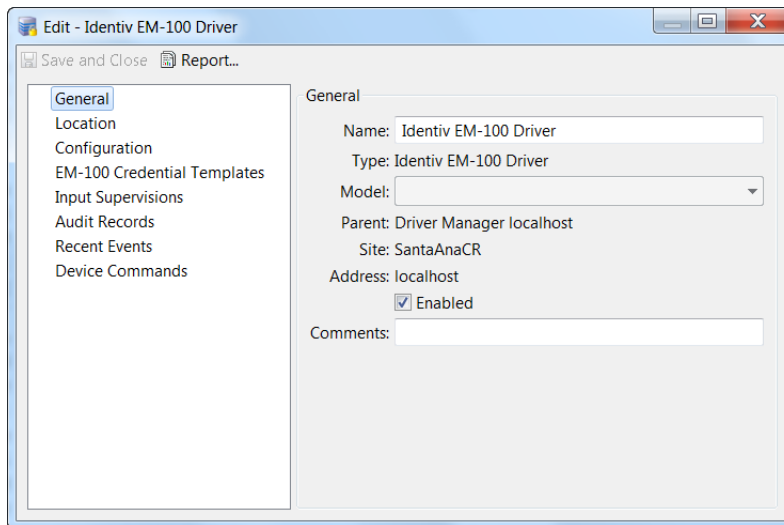 Edit - Identiv EM-100 Driver
Save and Close Report...
General
Location
Configuration
EM-100 Credential Templates
Input Supervisions
Audit Records
Recent Events
Device Commands
General
Name: Identiv EM-100 Driver
Type: Identiv EM-100 Driver
Model:
Parent: Driver Manager localhost
Site: SantaAnaCR
Address: localhost
Enabled
Comments: